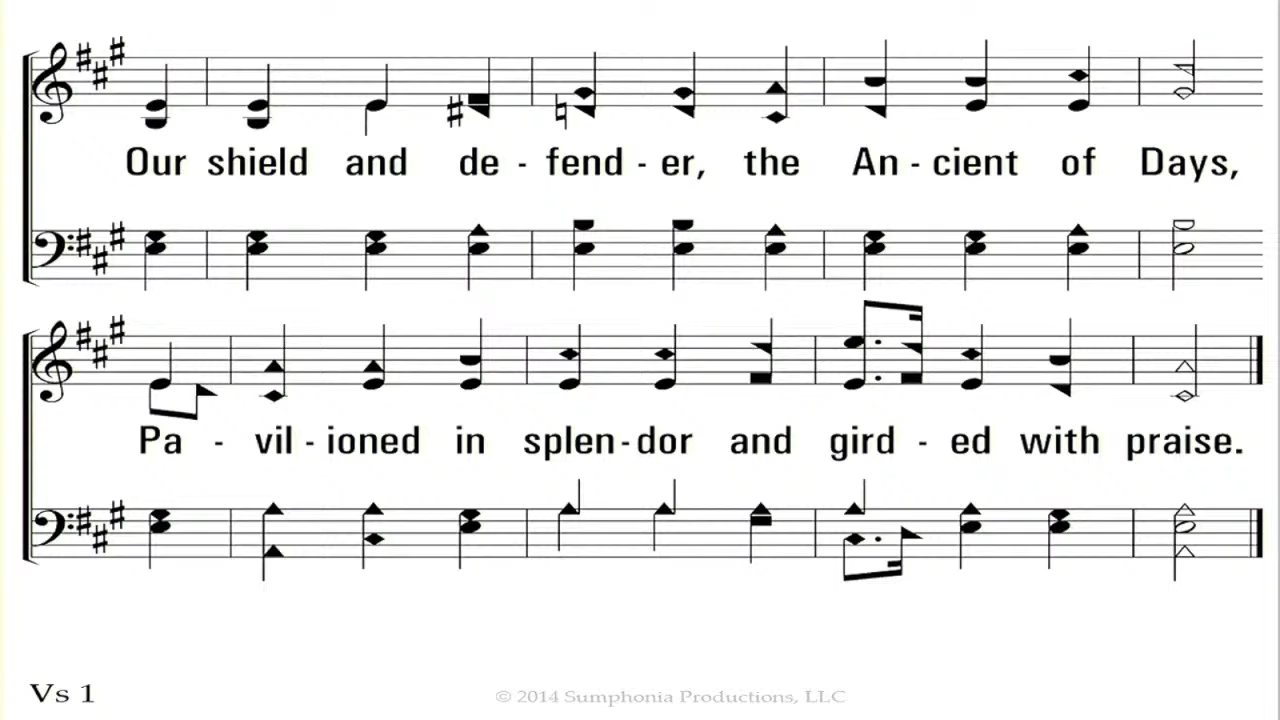 Our shield and de - fend - er, the An - cient of Days,
Pa - vil - ioned in splen - dor and gird - ed with praise.
Vs 1
© 2014 Sumphonia Productions, LLC